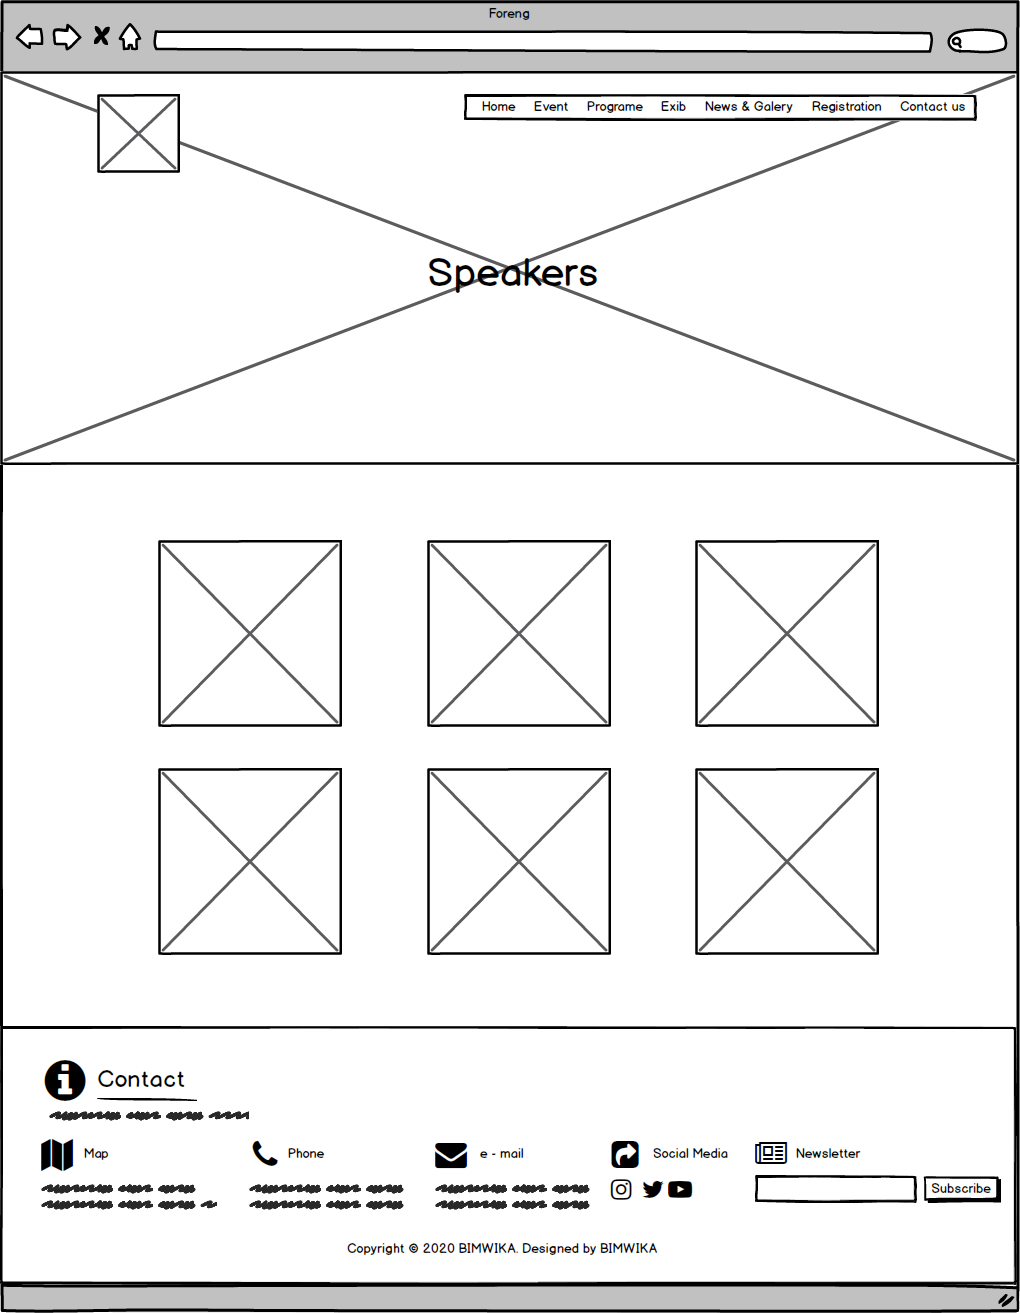 Foreng
Home Event Programe Exib News & Galery Registration Contact us
Speakers
Contact
Map Phone e - mail Social Media Newsletter
Subscribe
Copyright © 2020 BIMWIKA. Designed by BIMWIKA